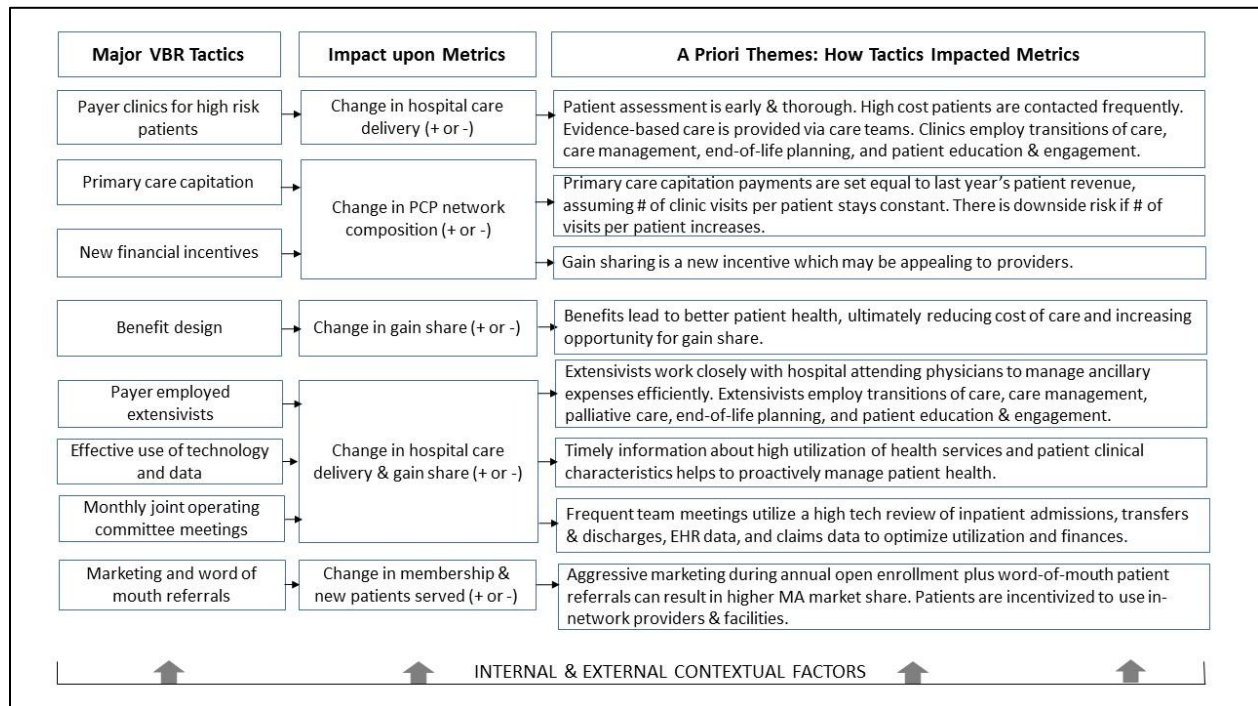 Major VBR Tactics
Impact upon Metrics
A Priori Themes: How Tactics Impacted Metrics
Payer clinics for high risk
patients
Change in hospital care
delivery (+ or -)
Patient assessment is early & thorough. High cost patients are contacted frequently.
Evidence-based care is provided via care teams. Clinics employ transitions of care,
care management, end-of-life planning, and patient education & engagement.
Primary care capitation
Change in PCP network
composition (+ or -)
Primary care capitation payments are set equal to last year's patient revenue,
assuming # of clinic visits per patient stays constant. There is downside risk if # of
visits per patient increases.
New financial incentives
Gain sharing is a new incentive which may be appealing to providers.
Benefit design
Change in gain share (+ or -)
Benefits lead to better patient health, ultimately reducing cost of care and increasing
opportunity for gain share.
Payer employed
extensivists
Change in hospital care
delivery & gain share (+ or -)
Extensivists work closely with hospital attending physicians to manage ancillary
expenses efficiently. Extensivists employ transitions of care, care management,
palliative care, end-of-life planning, and patient education & engagement.
Effective use of technology
and data
Timely information about high utilization of health services and patient clinical
characteristics helps to proactively manage patient health.
Monthly joint operating
committee meetings
Frequent team meetings utilize a high tech review of inpatient admissions, transfers
& discharges, EHR data, and claims data to optimize utilization and finances.
Marketing and word of
mouth referrals
Change in membership &
new patients served (+ or -)
Aggressive marketing during annual open enrollment plus word-of-mouth patient
referrals can result in higher MA market share. Patients are incentivized to use in-
network providers & facilities.
INTERNAL & EXTERNAL CONTEXTUAL FACTORS